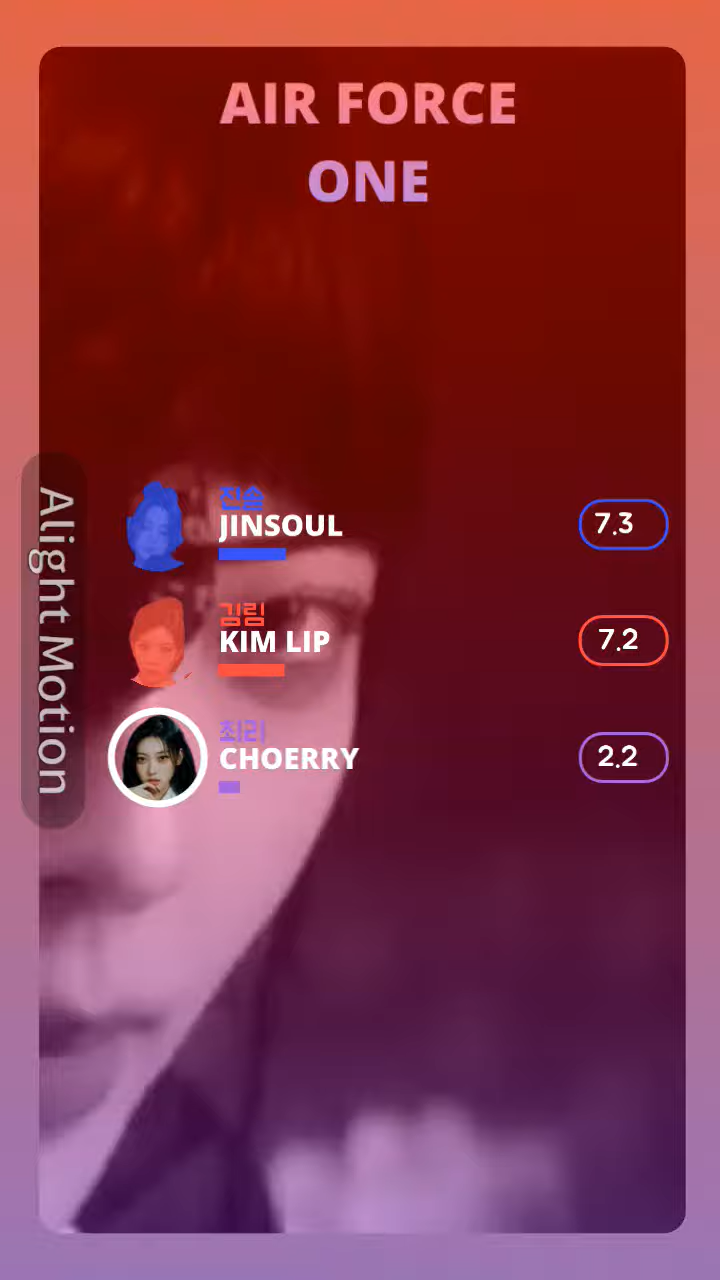 AIR FORCE
ONE
Alight Motion
진솔
JINSOUL
7.3
김림
KIM LIP
7.2
최리
CHOERRY
2.2